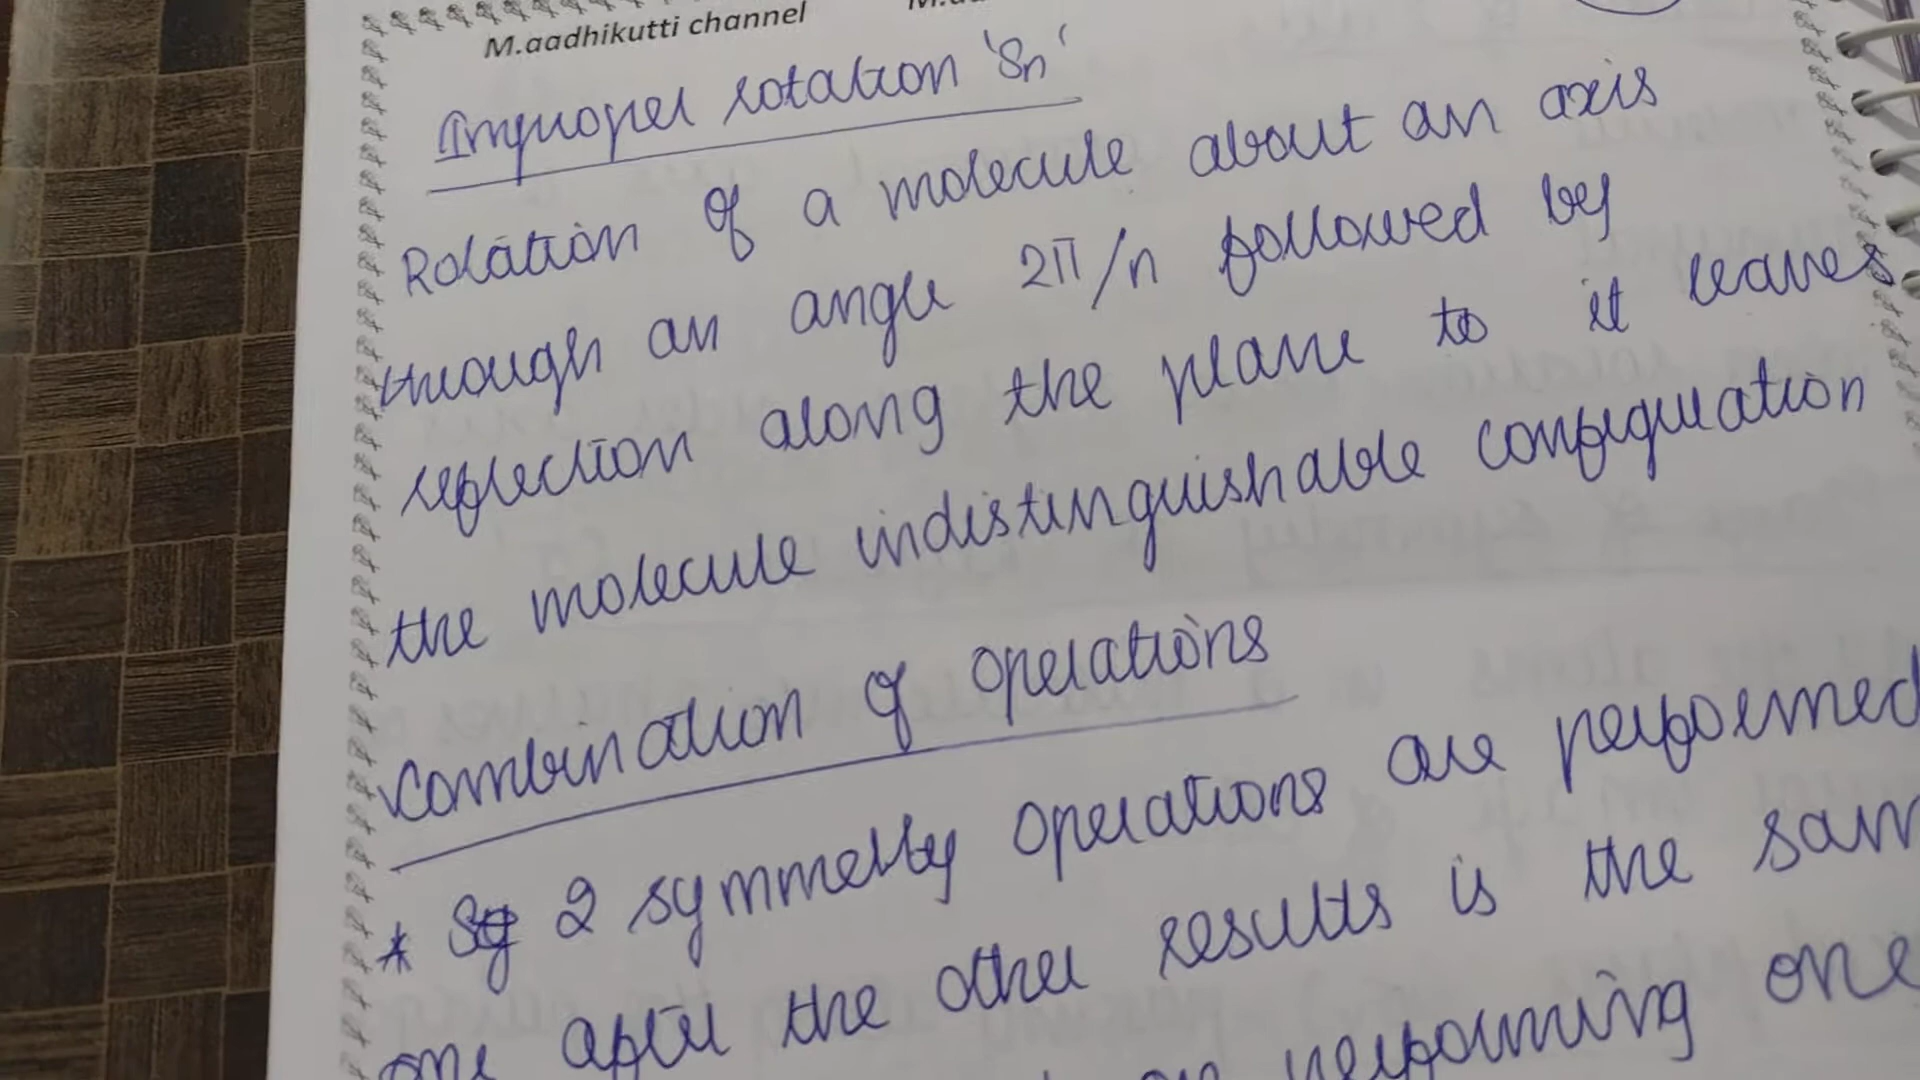 M.aadhikutti channel
Improper rotation 'Sn'
Rotation of a molecule about an axis
through an angle 2π/n followed by
reflection along the plane to it leaves
the molecule indistinguishable configuration
Combination of operations
* 2 symmetry operations are performed
one after the other results is the sam
performing one